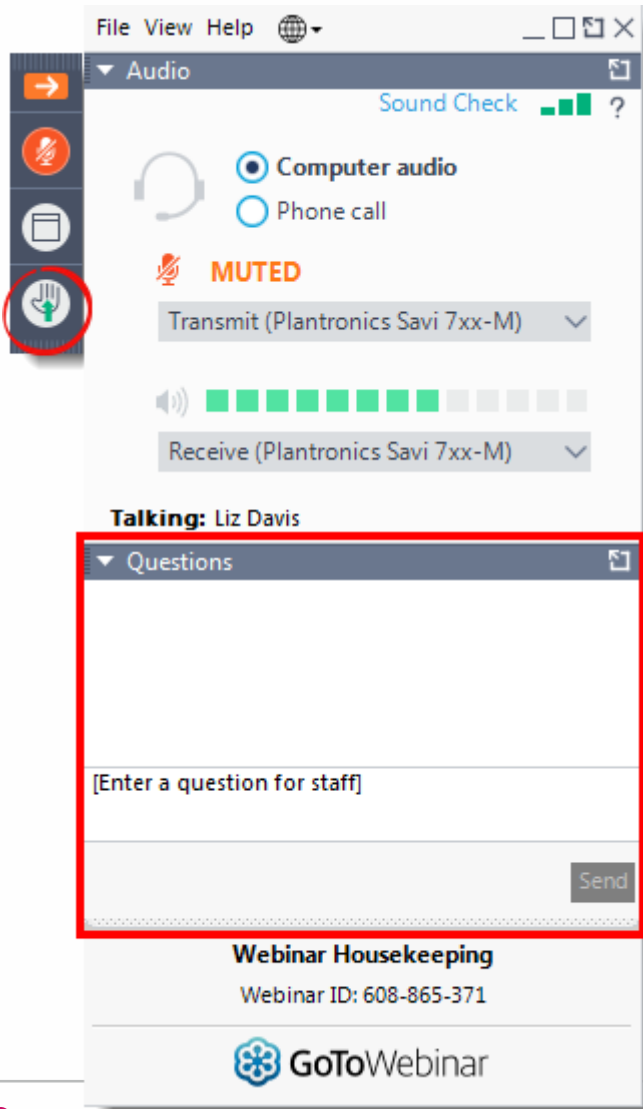 File View Help
Audio
Sound Check ?
Computer audio
Phone call
MUTED
Transmit (Plantronics Savi 7xx-M)
Receive (Plantronics Savi 7xx-M)
Talking: Liz Davis
Questions
[Enter a question for staff]
Send
Webinar Housekeeping
Webinar ID: 608-865-371
GoToWebinar